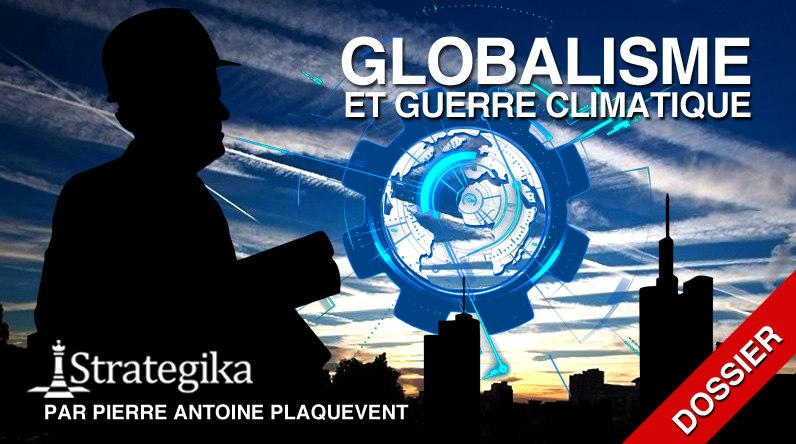 GLOBALISME
ET GUERRE CLIMATIQUE
Strategika
PAR PIERRE ANTOINE PLAQUEVENT
DOSSIER